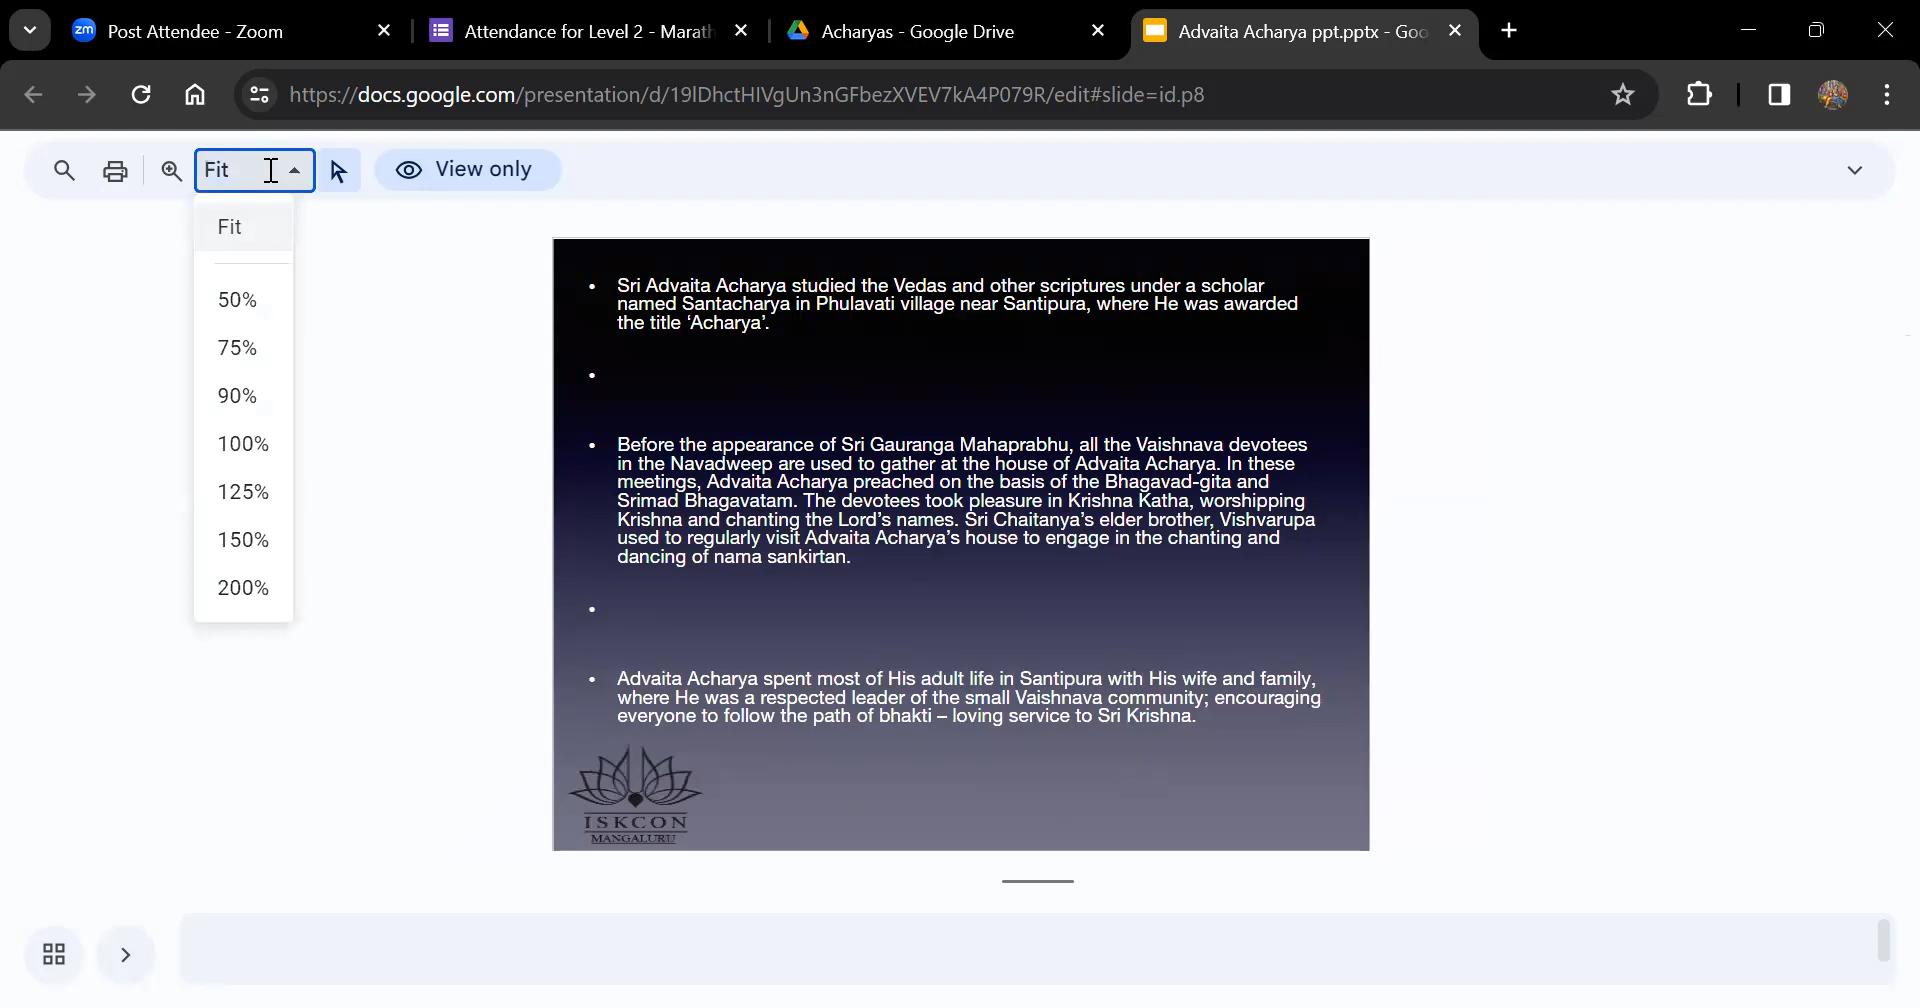 zm Post Attendee - Zoom
Attendance for Level 2 - Marath
Acharyas - Google Drive
Advaita Acharya ppt.pptx - Goo
https://docs.google.com/presentation/d/19IDhctHIVgUn3nGFbezXVEV7kA4P079R/edit#slide=id.p8
Fit
View only
Fit
50%
75%
90%
100%
125%
150%
200%
• Sri Advaita Acharya studied the Vedas and other scriptures under a scholar
named Santacharya in Phulavati village near Santipura, where He was awarded
the title ‘Acharya’.
•
• Before the appearance of Sri Gauranga Mahaprabhu, all the Vaishnava devotees
in the Navadweep are used to gather at the house of Advaita Acharya. In these
meetings, Advaita Acharya preached on the basis of the Bhagavad-gita and
Srimad Bhagavatam. The devotees took pleasure in Krishna Katha, worshipping
Krishna and chanting the Lord’s names. Sri Chaitanya’s elder brother, Vishvarupa
used to regularly visit Advaita Acharya’s house to engage in the chanting and
dancing of nama sankirtan.
•
• Advaita Acharya spent most of His adult life in Santipura with His wife and family,
where He was a respected leader of the small Vaishnava community; encouraging
everyone to follow the path of bhakti – loving service to Sri Krishna.
ISKCON
MANGALURU